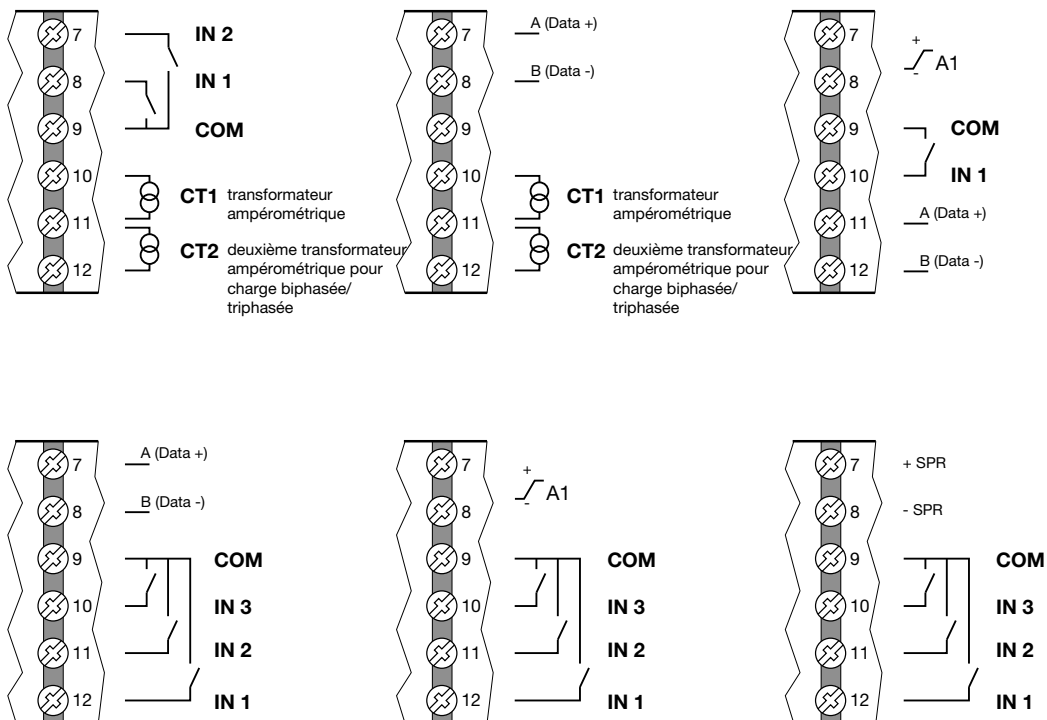 7 IN 2
8 IN 1
9 COM
10
CT1 transformateur
ampérométrique
11
CT2 deuxième transformateur
12 ampérométrique pour
charge biphasée/
triphasée
7 A (Data +)
8 B (Data -)
9
10
CT1 transformateur
ampérométrique
11
CT2 deuxième transformateur
12 ampérométrique pour
charge biphasée/
triphasée
7 +
- A1
8
9 COM
10 IN 1
11 A (Data +)
12 B (Data -)
7 A (Data +)
8 B (Data -)
9 COM
10 IN 3
11 IN 2
12 IN 1
7 +
- A1
8
9 COM
10 IN 3
11 IN 2
12 IN 1
7 + SPR
8 - SPR
9 COM
10 IN 3
11 IN 2
12 IN 1